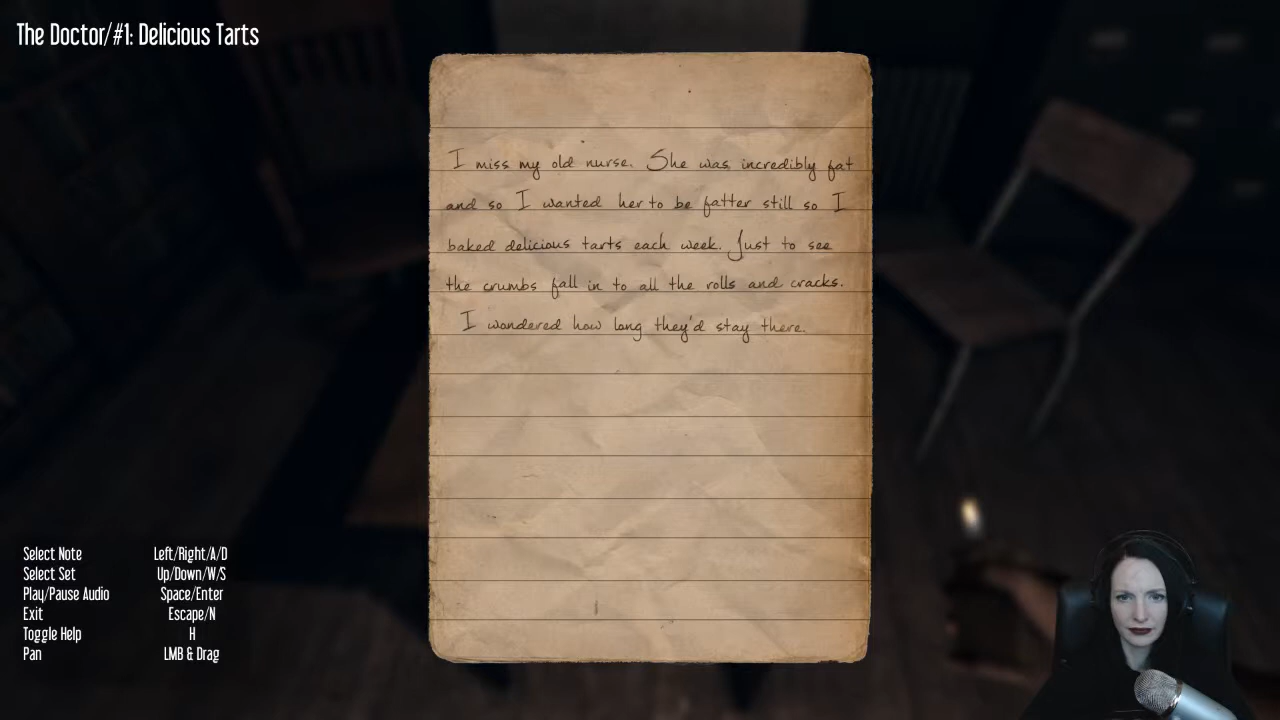 The Doctor/#1: Delicious Tarts
I miss my old nurse. She was incredibly fat
and so I wanted her to be fatter still so I
baked delicious tarts each week. Just to see
the crumbs fall in to all the rolls and cracks.
I wondered how long they'd stay there.
Select Note Left/Right/A/D
Select Set Up/Down/W/S
Play/Pause Audio Space/Enter
Exit Escape/N
Toggle Help H
Pan LMB & Drag